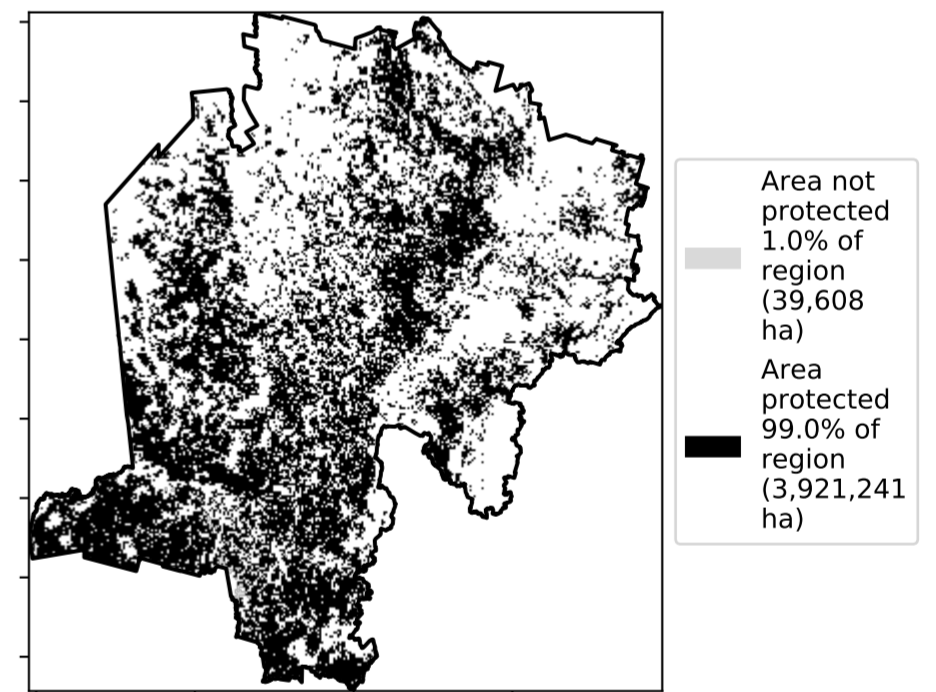 Area not
protected
1.0% of
region
(39,608
ha)
Area
protected
99.0% of
region
(3,921,241
ha)